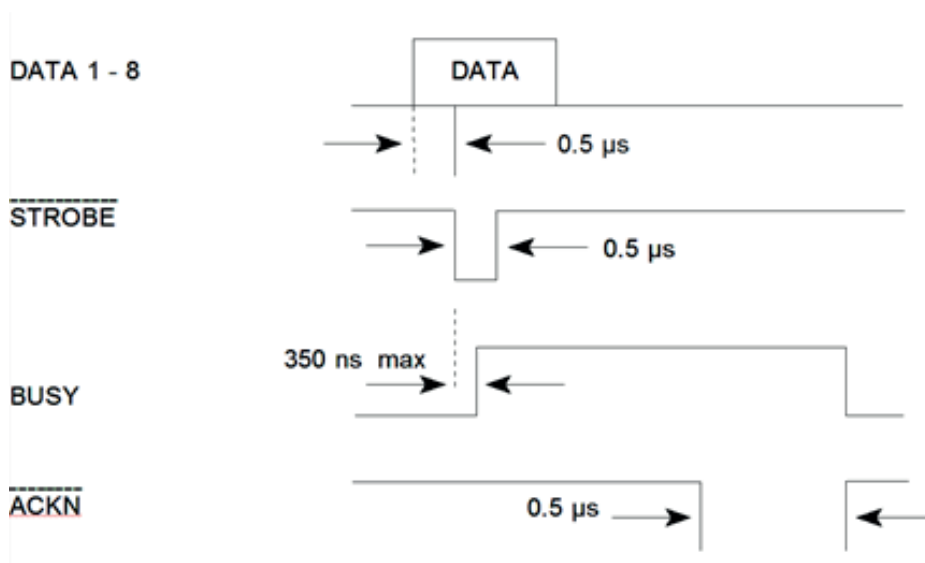 DATA 1 - 8
DATA
0.5 µs
STROBE
0.5 µs
350 ns max
BUSY
ACKN
0.5 µs